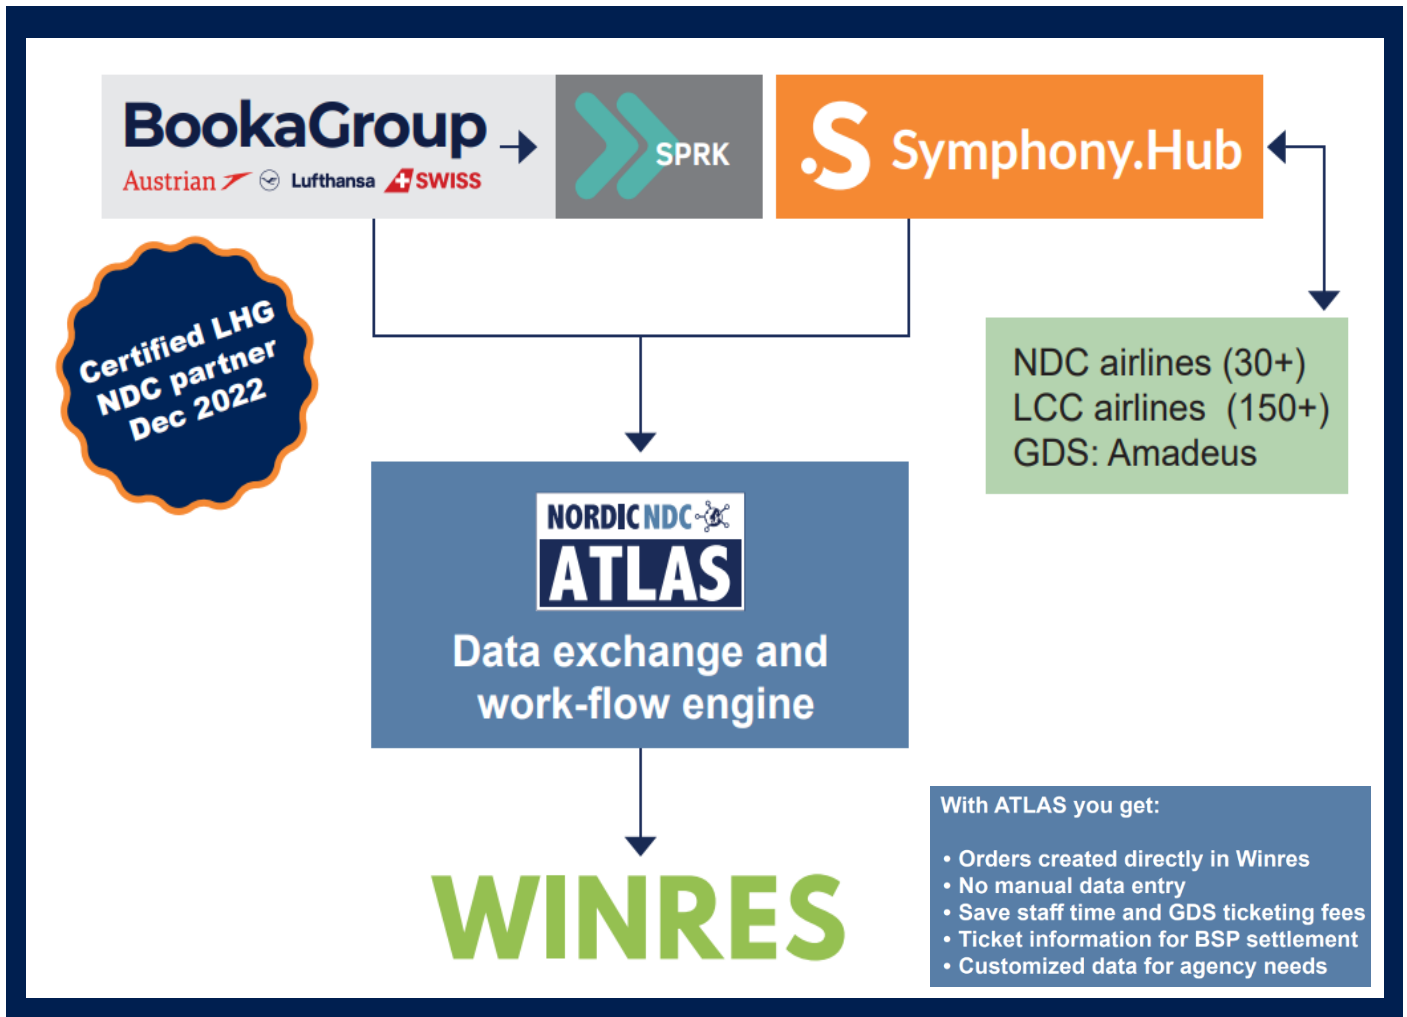 BookaGroup
Austrian Lufthansa SWISS
SPRK
.S Symphony.Hub
Certified LHG
NDC partner
Dec 2022
NDC airlines (30+)
LCC airlines (150+)
GDS: Amadeus
NORDIC NDC
ATLAS
Data exchange and
work-flow engine
WINRES
With ATLAS you get:
• Orders created directly in Winres
• No manual data entry
• Save staff time and GDS ticketing fees
• Ticket information for BSP settlement
• Customized data for agency needs